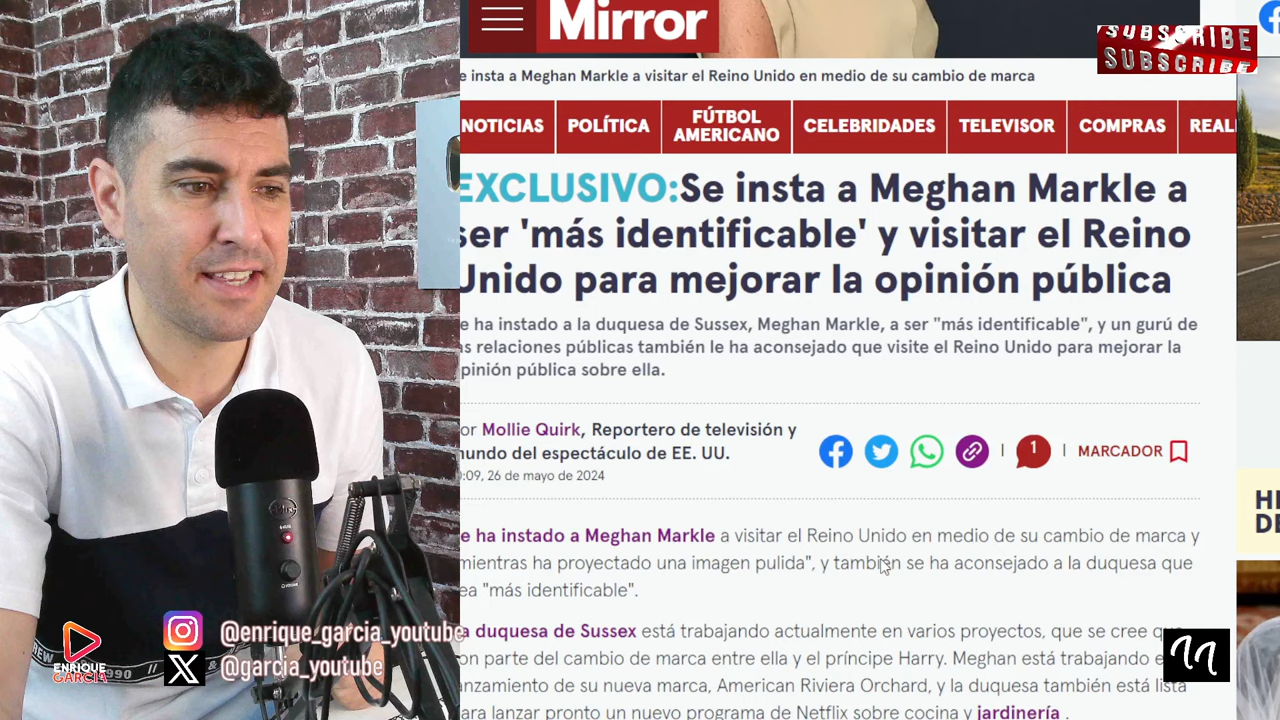 Mirror
SUBSCRIBE
SUBSCRIBE
e insta a Meghan Markle a visitar el Reino Unido en medio de su cambio de marca
NOTICIAS
POLÍTICA
FÚTBOL
AMERICANO
CELEBRIDADES
TELEVISOR
COMPRAS
REAL
EXCLUSIVO:Se insta a Meghan Markle a
ser 'más identificable' y visitar el Reino
Unido para mejorar la opinión pública
e ha instado a la duquesa de Sussex, Meghan Markle, a ser "más identificable", y un gurú de
as relaciones públicas también le ha aconsejado que visite el Reino Unido para mejorar la
opinión pública sobre ella.
or Mollie Quirk, Reportero de televisión y
mundo del espectáculo de EE. UU.
:09, 26 de mayo de 2024
1
MARCADOR
e ha instado a Meghan Markle a visitar el Reino Unido en medio de su cambio de marca y
mientras ha proyectado una imagen pulida", y también se ha aconsejado a la duquesa que
ea "más identificable".
a duquesa de Sussex está trabajando actualmente en varios proyectos, que se cree que
on parte del cambio de marca entre ella y el príncipe Harry. Meghan está trabajando e
anzamiento de su nueva marca, American Riviera Orchard, y la duquesa también está lista
para lanzar pronto un nuevo programa de Netflix sobre cocina y jardinería .
ENRIQUE
GARCIA
@enrique_garcia_youtube
@garcia_youtube
990